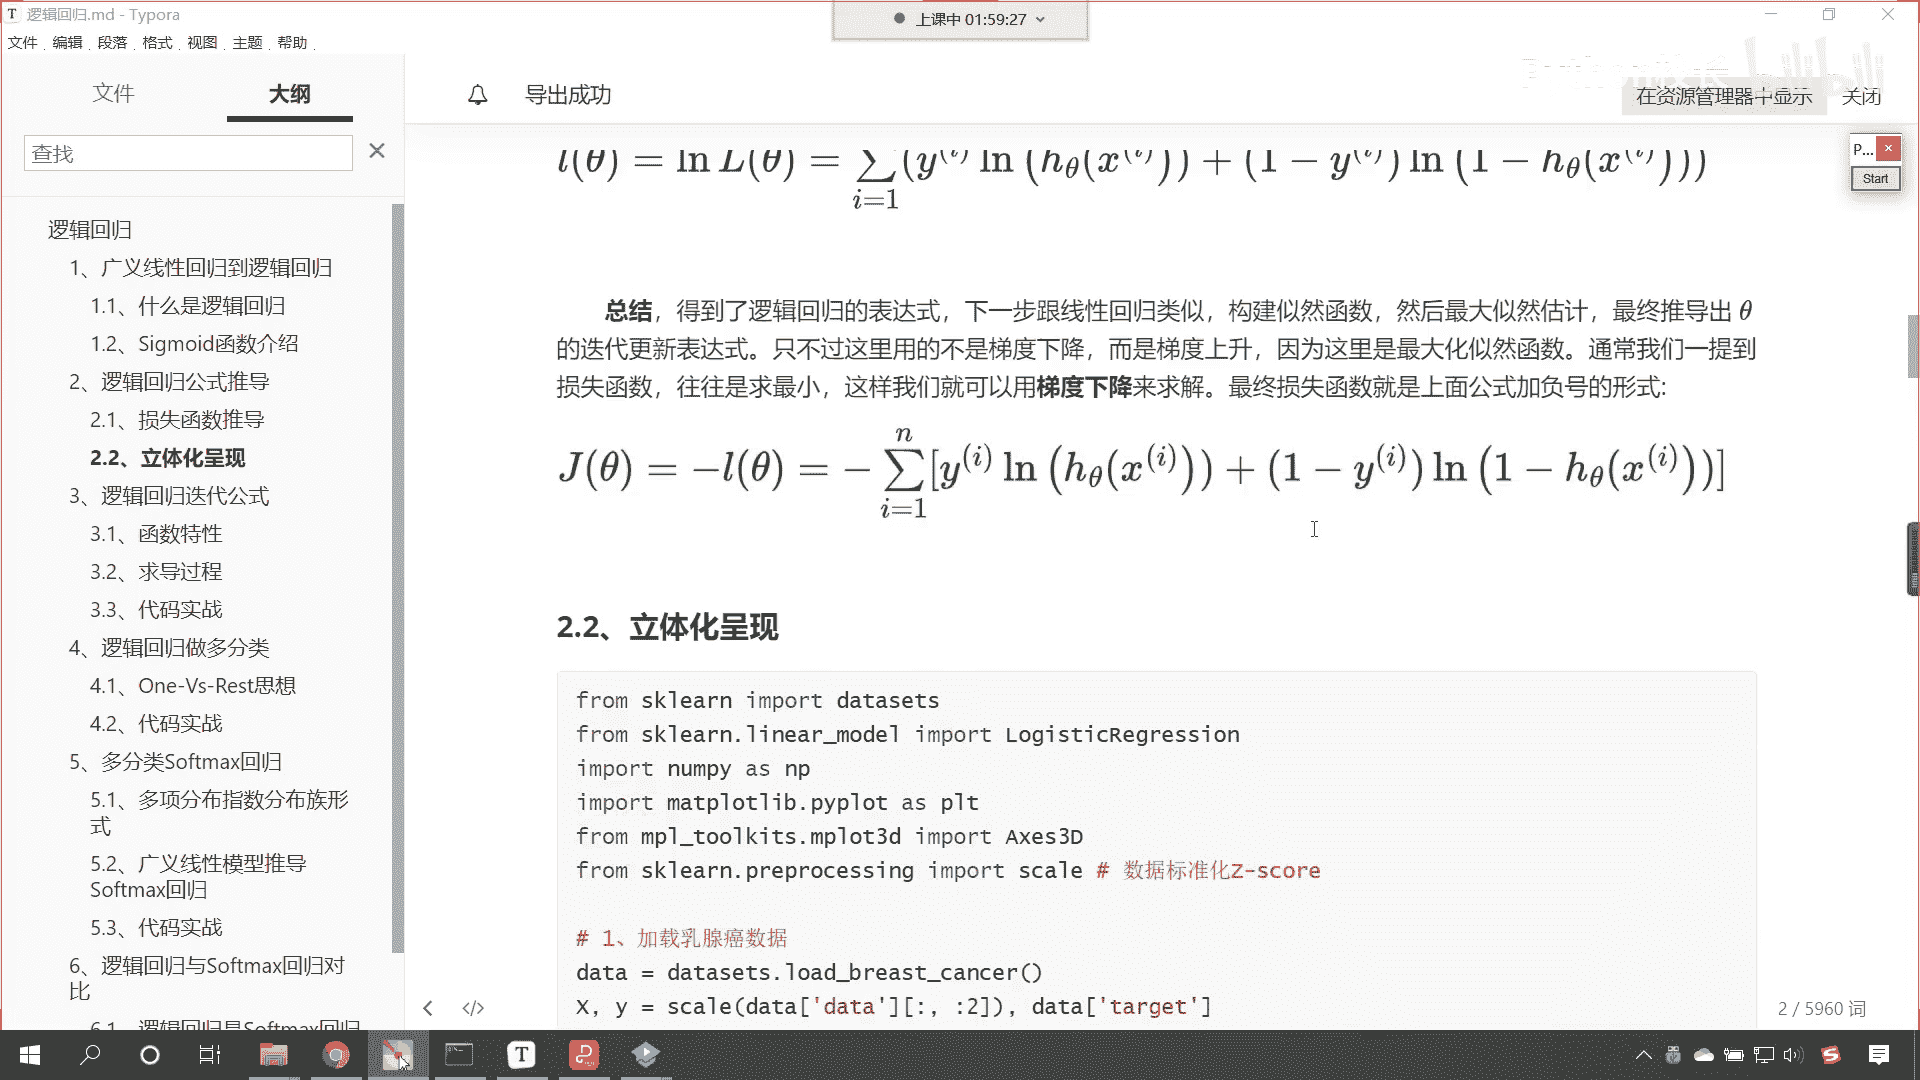 逻辑回归.md - Typora
上课中 01:59:27
文件 编辑 段落 格式 视图 主题 帮助
文件 大纲
导出成功
在资源管理器中显示 关闭
查找
P...
Start
逻辑回归
1、广义线性回归到逻辑回归
1.1、什么是逻辑回归
1.2、Sigmoid函数介绍
2、逻辑回归公式推导
2.1、损失函数推导
2.2、立体化呈现
3、逻辑回归迭代公式
3.1、函数特性
3.2、求导过程
3.3、代码实战
4、逻辑回归做多分类
4.1、One-Vs-Rest思想
4.2、代码实战
5、多分类Softmax回归
5.1、多项分布指数分布族形
式
5.2、广义线性模型推导
Softmax回归
5.3、代码实战
6、逻辑回归与Softmax回归对
比
6.1、逻辑回归是Softmax回归
l(θ) = ln L(θ) = ∑_{i=1} (y^{(i)} ln (h_θ(x^{(i)})) + (1 − y^{(i)}) ln (1 − h_θ(x^{(i)})))
总结，得到了逻辑回归的表达式，下一步跟线性回归类似，构建似然函数，然后最大似然估计，最终推导出 θ
的迭代更新表达式。只不过这里用的不是梯度下降，而是梯度上升，因为这里是最大化似然函数。通常我们一提到
损失函数，往往是求最小，这样我们就可以用梯度下降来求解。最终损失函数就是上面公式加负号的形式:
J(θ) = −l(θ) = − ∑_{i=1}^{n} [y^{(i)} ln (h_θ(x^{(i)})) + (1 − y^{(i)}) ln (1 − h_θ(x^{(i)}))]
2.2、立体化呈现
from sklearn import datasets
from sklearn.linear_model import LogisticRegression
import numpy as np
import matplotlib.pyplot as plt
from mpl_toolkits.mplot3d import Axes3D
from sklearn.preprocessing import scale # 数据标准化Z-score
# 1、加载乳腺癌数据
data = datasets.load_breast_cancer()
X, y = scale(data['data'][:, :2]), data['target']
2 / 5960 词